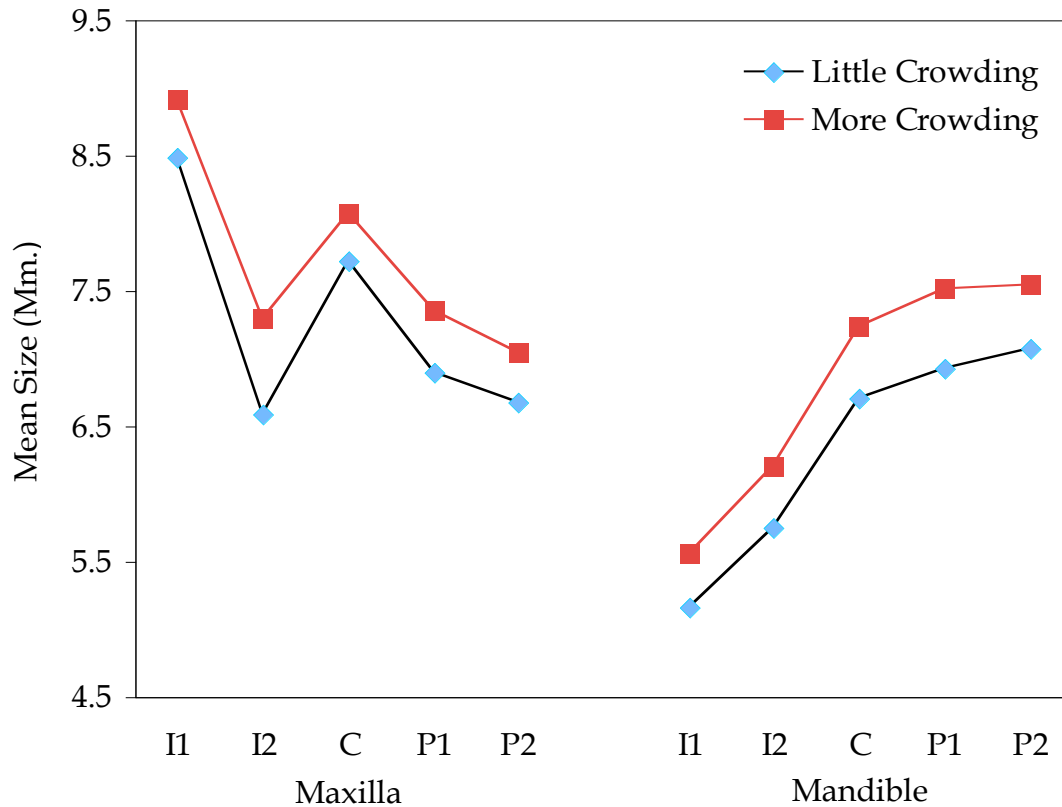 9.5
Little Crowding
More Crowding
8.5
7.5
6.5
5.5
4.5
Mean Size (Mm.)
I1 I2 C P1 P2 I1 I2 C P1 P2
Maxilla Mandible